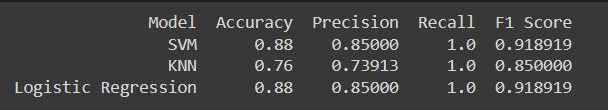 Model Accuracy Precision Recall F1 Score
SVM 0.88 0.85000 1.0 0.918919
KNN 0.76 0.73913 1.0 0.850000
Logistic Regression 0.88 0.85000 1.0 0.918919